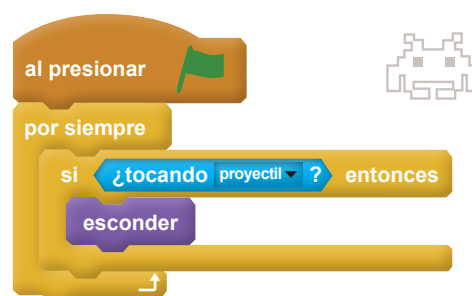 al presionar
por siempre
si ¿tocando proyectil ? entonces
esconder